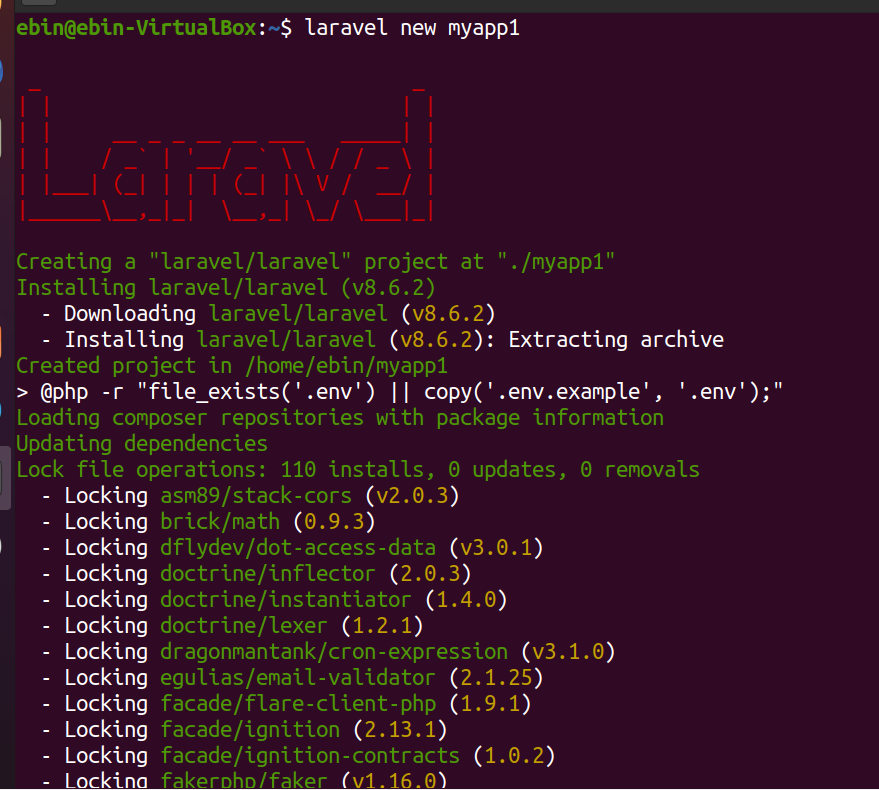 ebin@ebin-VirtualBox:~$ laravel new myapp1
Laravel
Creating a "laravel/laravel" project at "./myapp1"
Installing laravel/laravel (v8.6.2)
  - Downloading laravel/laravel (v8.6.2)
  - Installing laravel/laravel (v8.6.2): Extracting archive
Created project in /home/ebin/myapp1
> @php -r "file_exists('.env') || copy('.env.example', '.env');"
Loading composer repositories with package information
Updating dependencies
Lock file operations: 110 installs, 0 updates, 0 removals
  - Locking asm89/stack-cors (v2.0.3)
  - Locking brick/math (0.9.3)
  - Locking dflydev/dot-access-data (v3.0.1)
  - Locking doctrine/inflector (2.0.3)
  - Locking doctrine/instantiator (1.4.0)
  - Locking doctrine/lexer (1.2.1)
  - Locking dragonmantank/cron-expression (v3.1.0)
  - Locking egulias/email-validator (2.1.25)
  - Locking facade/flare-client-php (1.9.1)
  - Locking facade/ignition (2.13.1)
  - Locking facade/ignition-contracts (1.0.2)
  - Locking fakerphp/faker (v1.16.0)